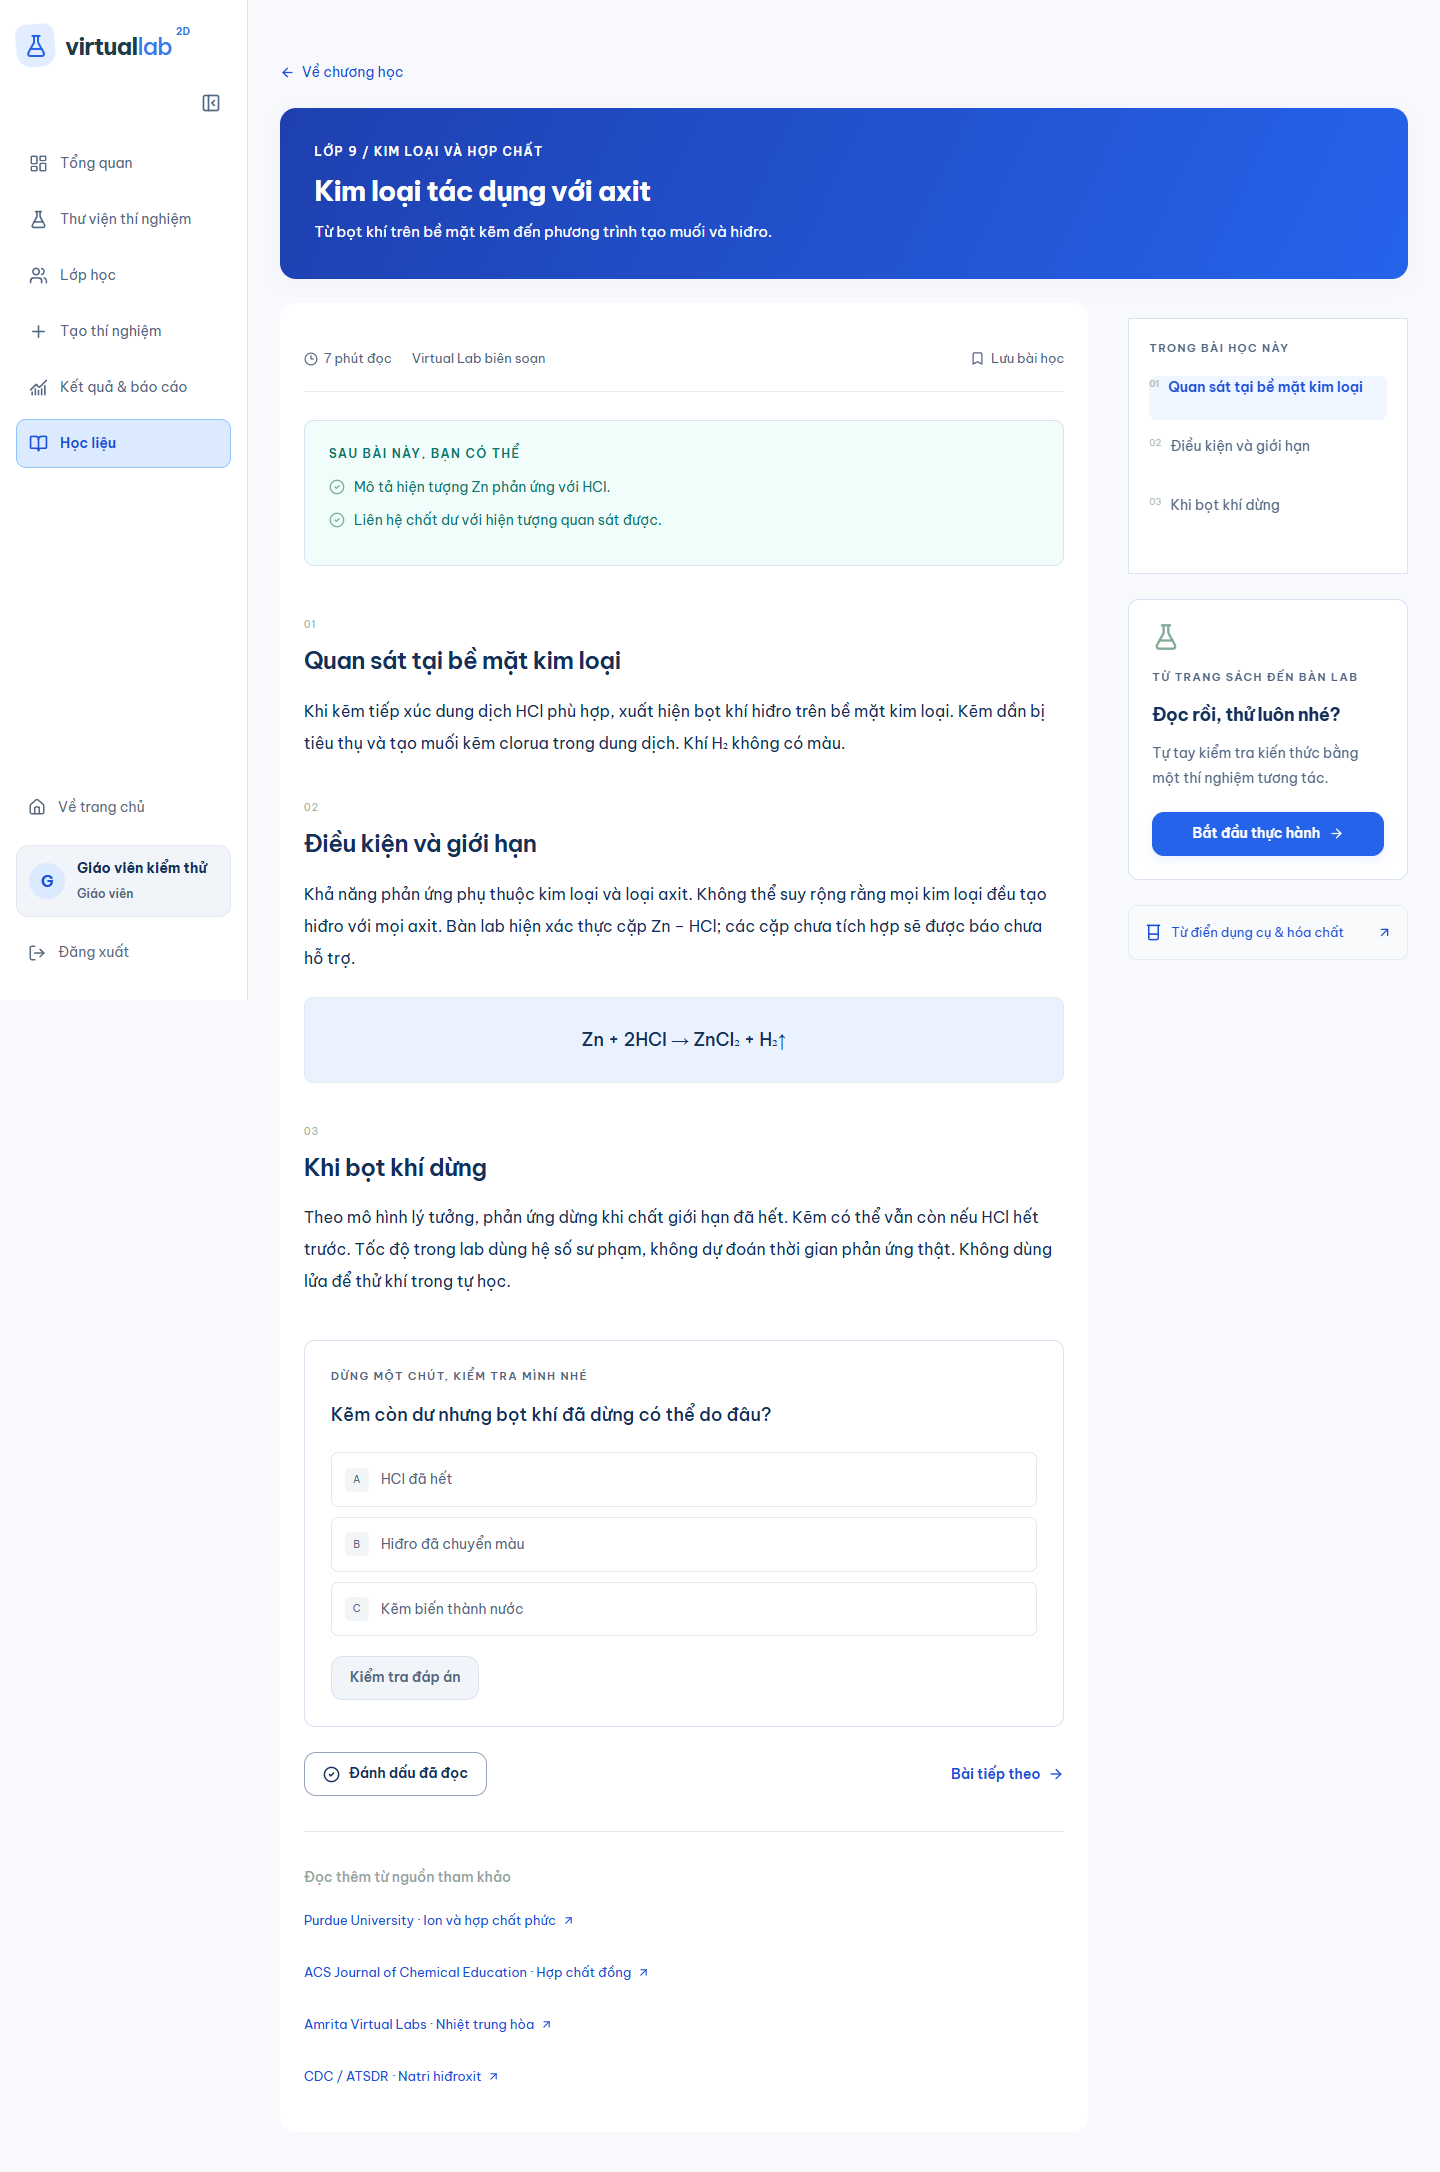 virtuallab 2D
Tổng quan
Thư viện thí nghiệm
Lớp học
Tạo thí nghiệm
Kết quả & báo cáo
Học liệu
Về trang chủ
G
Giáo viên kiểm thử
Giáo viên
Đăng xuất
Về chương học
LỚP 9 / KIM LOẠI VÀ HỢP CHẤT
Kim loại tác dụng với axit
Từ bọt khí trên bề mặt kẽm đến phương trình tạo muối và hiđro.
7 phút đọc Virtual Lab biên soạn Lưu bài học
SAU BÀI NÀY, BẠN CÓ THỂ
Mô tả hiện tượng Zn phản ứng với HCl.
Liên hệ chất dư với hiện tượng quan sát được.
01
Quan sát tại bề mặt kim loại
Khi kẽm tiếp xúc dung dịch HCl phù hợp, xuất hiện bọt khí hiđro trên bề mặt kim loại. Kẽm dần bị
tiêu thụ và tạo muối kẽm clorua trong dung dịch. Khí H₂ không có màu.
02
Điều kiện và giới hạn
Khả năng phản ứng phụ thuộc kim loại và loại axit. Không thể suy rộng rằng mọi kim loại đều tạo
hiđro với mọi axit. Bàn lab hiện xác thực cặp Zn – HCl; các cặp chưa tích hợp sẽ được báo chưa
hỗ trợ.
Zn + 2HCl → ZnCl₂ + H₂↑
03
Khi bọt khí dừng
Theo mô hình lý tưởng, phản ứng dừng khi chất giới hạn đã hết. Kẽm có thể vẫn còn nếu HCl hết
trước. Tốc độ trong lab dùng hệ số sư phạm, không dự đoán thời gian phản ứng thật. Không dùng
lửa để thử khí trong tự học.
DỪNG MỘT CHÚT, KIỂM TRA MÌNH NHÉ
Kẽm còn dư nhưng bọt khí đã dừng có thể do đâu?
A HCl đã hết
B Hiđro đã chuyển màu
C Kẽm biến thành nước
Kiểm tra đáp án
Đánh dấu đã đọc
Bài tiếp theo
Đọc thêm từ nguồn tham khảo
Purdue University · Ion và hợp chất phức
ACS Journal of Chemical Education · Hợp chất đồng
Amrita Virtual Labs · Nhiệt trung hòa
CDC / ATSDR · Natri hiđroxit
TRONG BÀI HỌC NÀY
01 Quan sát tại bề mặt kim loại
02 Điều kiện và giới hạn
03 Khi bọt khí dừng
TỪ TRANG SÁCH ĐẾN BÀN LAB
Đọc rồi, thử luôn nhé?
Tự tay kiểm tra kiến thức bằng
một thí nghiệm tương tác.
Bắt đầu thực hành
Từ điển dụng cụ & hóa chất